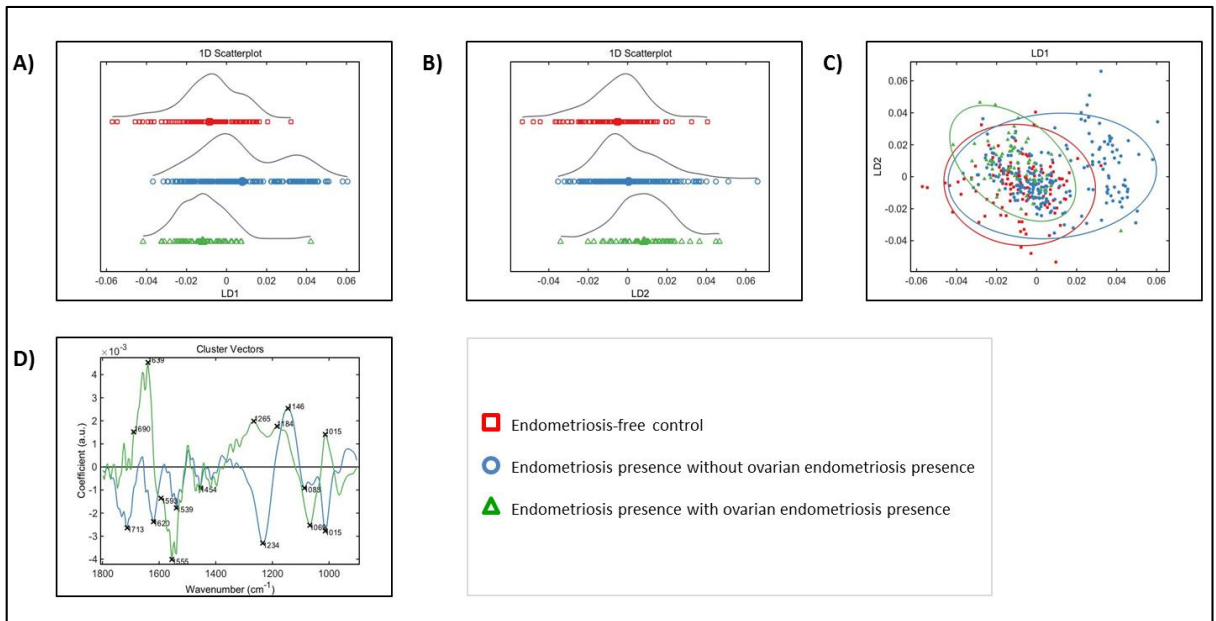 A)
1D Scatterplot
-0.06 -0.04 -0.02 0 0.02 0.04 0.06
LD1
B)
1D Scatterplot
-0.06 -0.04 -0.02 0 0.02 0.04 0.06
LD2
C)
LD1
0.06
0.04
0.02
0
-0.02
-0.04
LD2
-0.06 -0.04 -0.02 0 0.02 0.04 0.06
D)
Cluster Vectors
×10⁻³
4
3
2
1
0
-1
-2
-3
-4
Coefficient (a.u.)
1639
1690
1265
1184
1146
1015
1593
1539
1454
1088
1713
1620
1015
1234
1555
1800 1600 1400 1200 1000
Wavenumber (cm⁻¹)
Endometriosis-free control
Endometriosis presence without ovarian endometriosis presence
Endometriosis presence with ovarian endometriosis presence